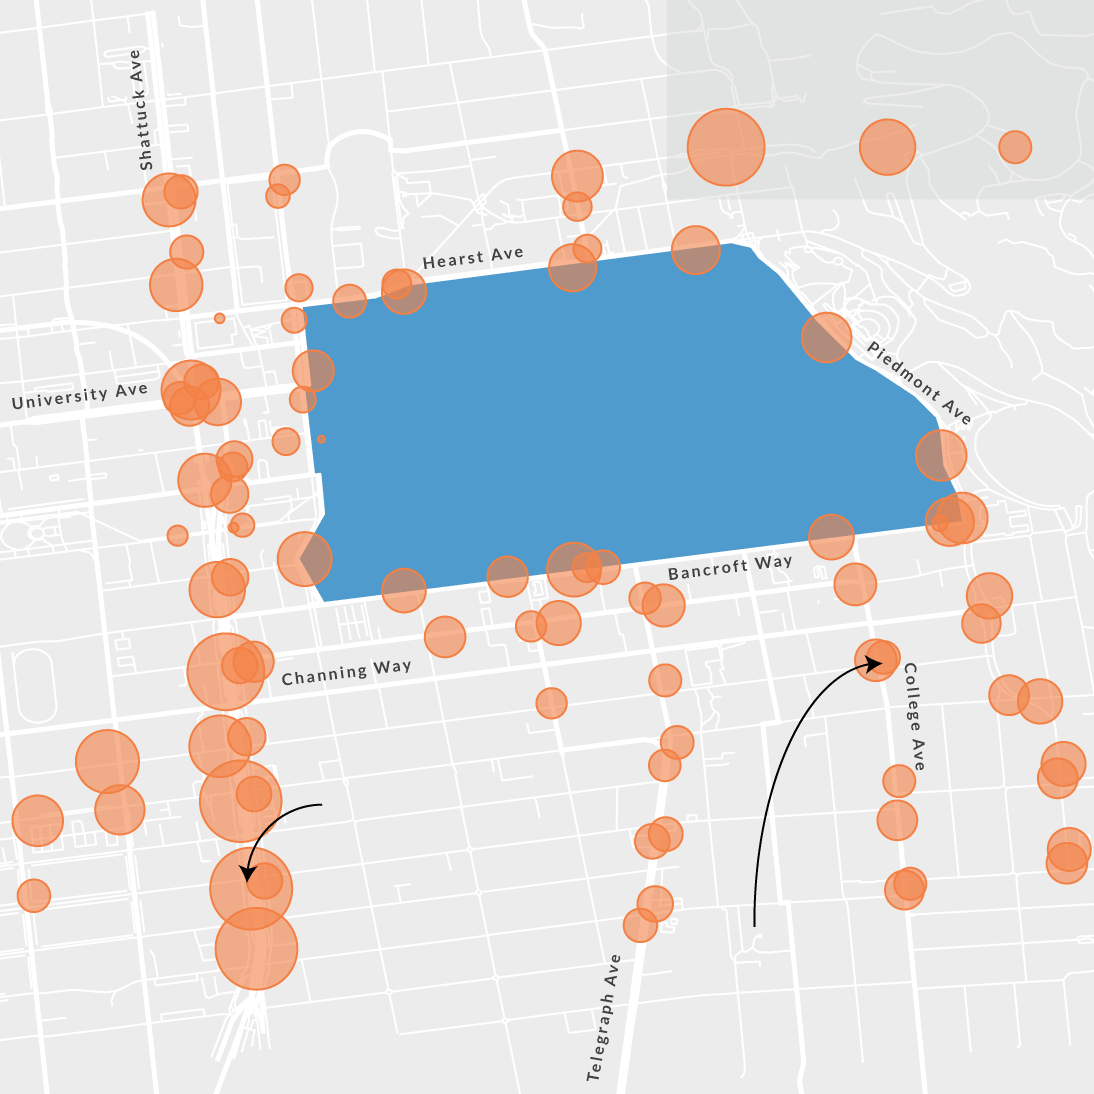 Shattuck Ave
Hearst Ave
University Ave
Piedmont Ave
Bancroft Way
Channing Way
College Ave
Telegraph Ave